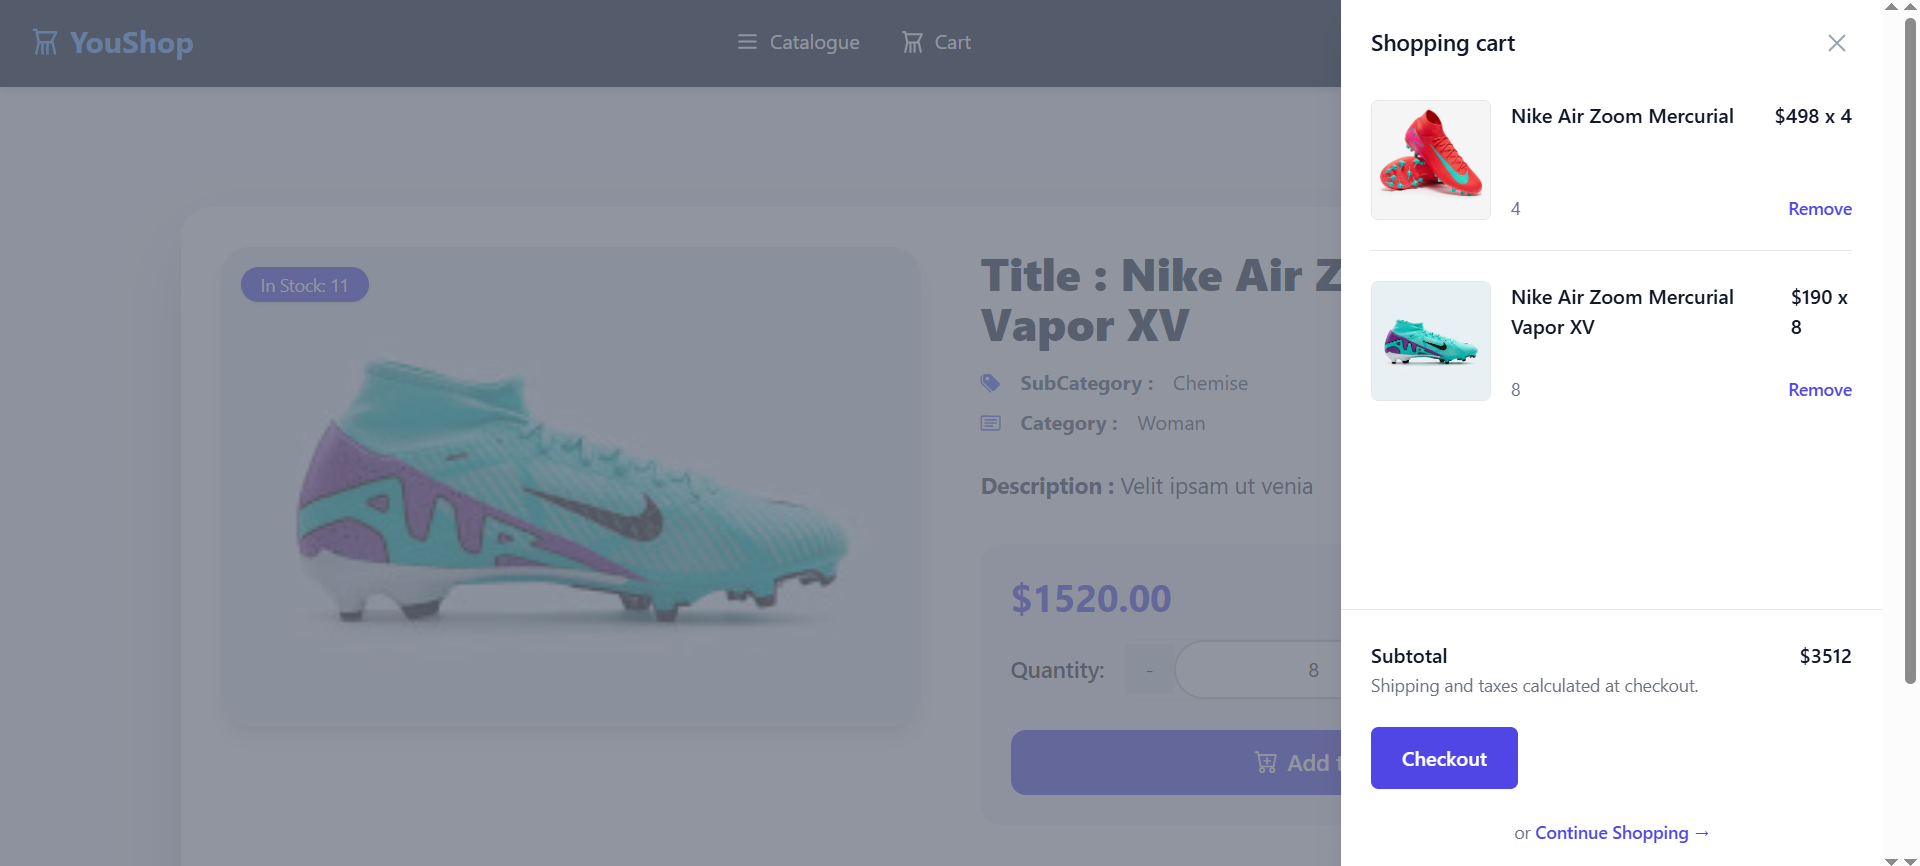 YouShop
Catalogue
Cart
In Stock: 11
Title : Nike Air Z
Vapor XV
SubCategory : Chemise
Category : Woman
Description : Velit ipsam ut venia
$1520.00
Quantity: - 8
Add t
Shopping cart
Nike Air Zoom Mercurial $498 x 4
4 Remove
Nike Air Zoom Mercurial $190 x
Vapor XV 8
8 Remove
Subtotal $3512
Shipping and taxes calculated at checkout.
Checkout
or Continue Shopping →